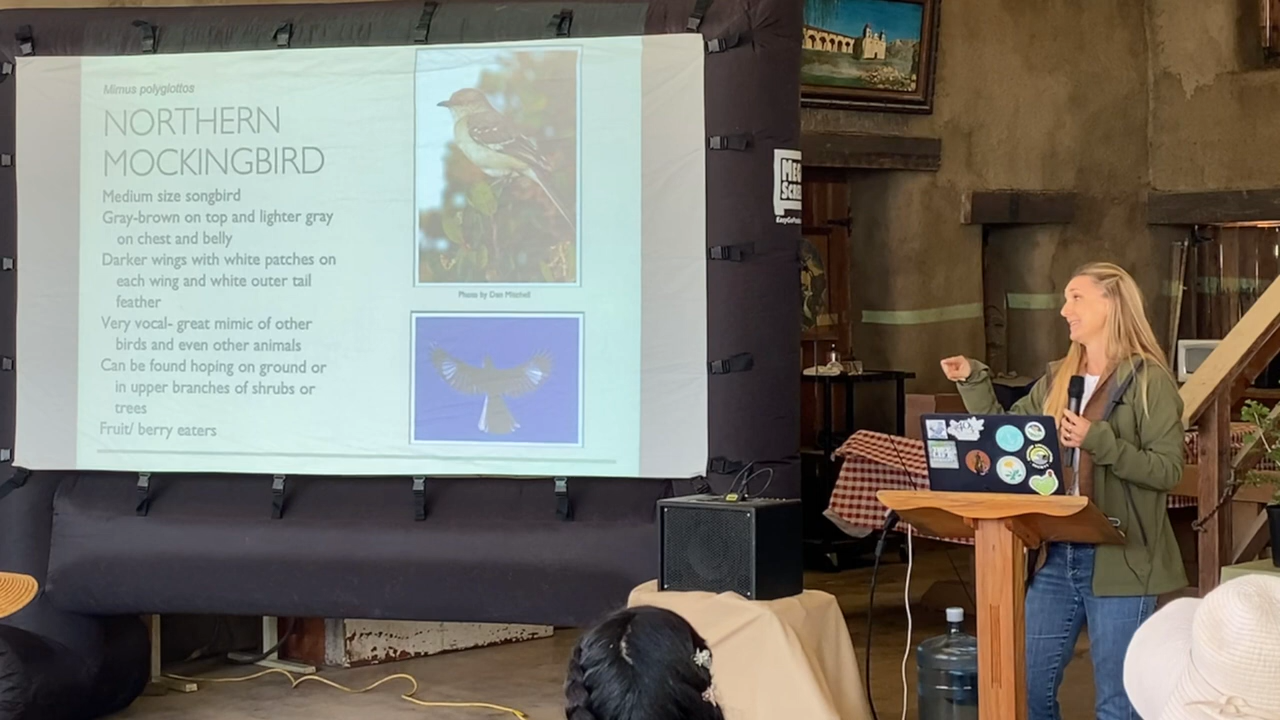 Mimus polyglottos
NORTHERN
MOCKINGBIRD
Medium size songbird
Gray-brown on top and lighter gray
on chest and belly
Darker wings with white patches on
each wing and white outer tail
feather
Very vocal- great mimic of other
birds and even other animals
Can be found hoping on ground or
in upper branches of shrubs or
trees
Fruit/ berry eaters
Photo by Dan Mitchell